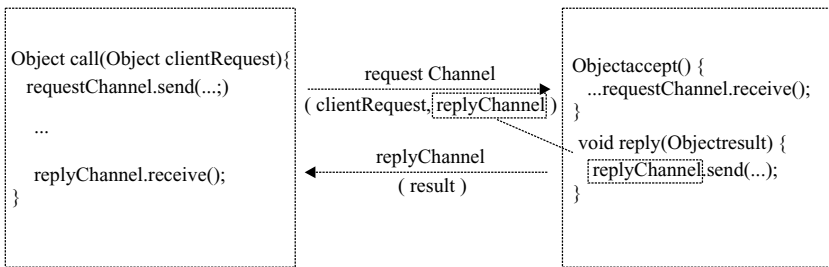 Object call(Object clientRequest){
requestChannel.send(...;)
...
replyChannel.receive();
}
request Channel
( clientRequest, replyChannel )
replyChannel
( result )
Objectaccept() {
...requestChannel.receive();
}
void reply(Objectresult) {
replyChannel.send(...);
}